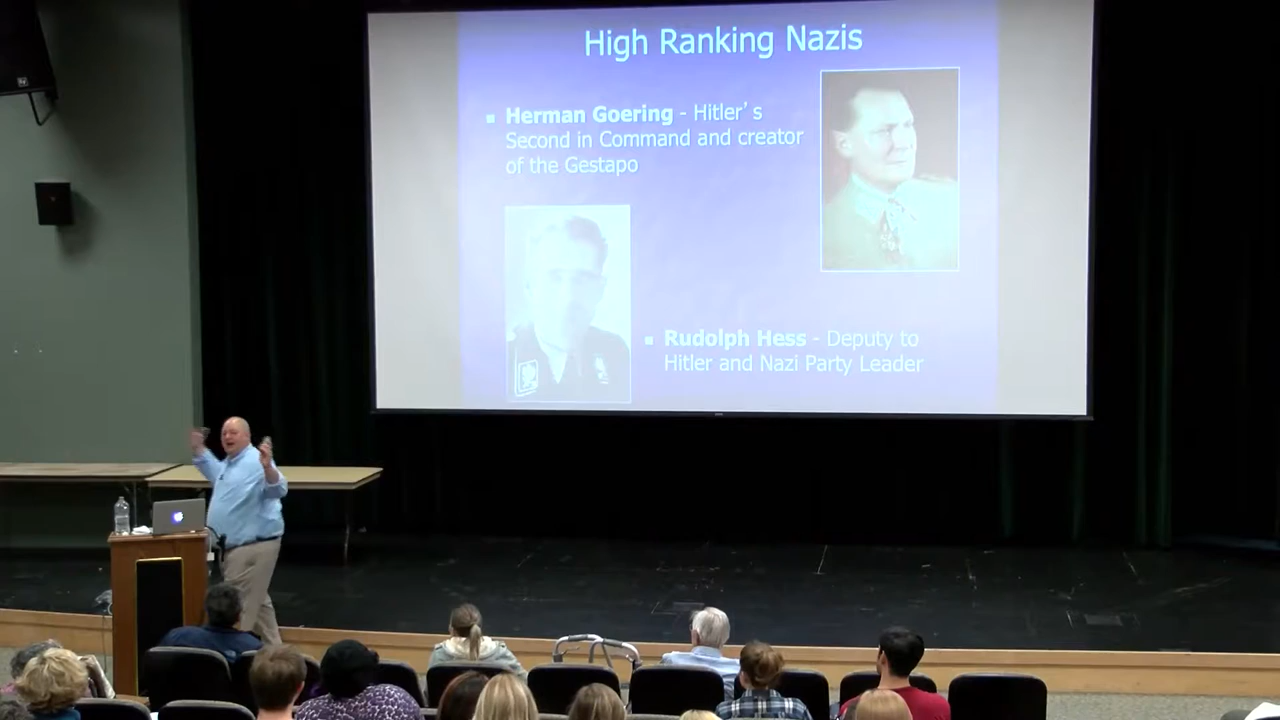 High Ranking Nazis
▪ Herman Goering - Hitler's
Second in Command and creator
of the Gestapo
▪ Rudolph Hess - Deputy to
Hitler and Nazi Party Leader